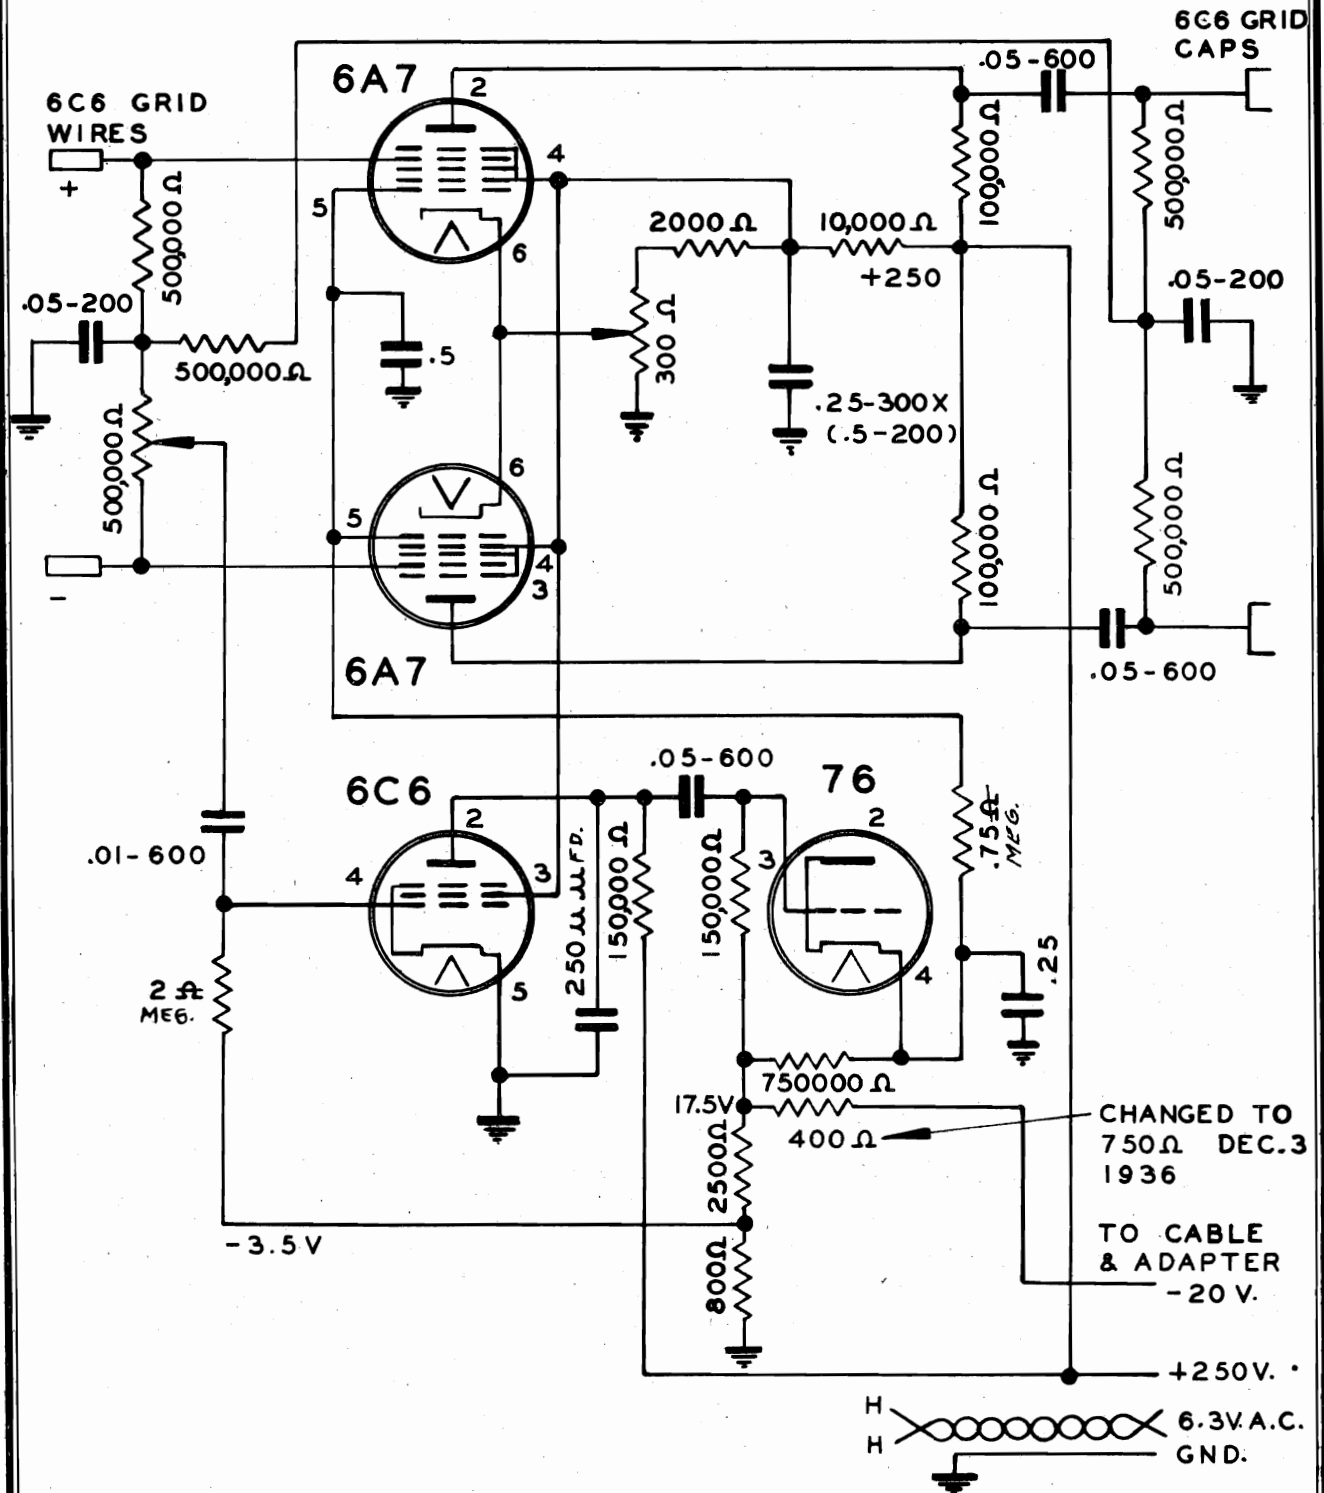 6C6 GRID
CAPS
.05-600
6A7
2
6C6 GRID
WIRES
+
4
5
6
500,000Ω
100,000Ω
500,000Ω
2000Ω
10,000Ω
+250
.05-200
.05-200
500,000Ω
.5
300Ω
.25-300X
(.5-200)
500,000Ω
6
5
4
3
100,000Ω
500,000Ω
-
6A7
.05-600
.05-600
6C6
76
2
2
.75Ω
MEG.
.01-600
4
3
3
250μμFD.
150,000Ω
150,000Ω
5
4
.25
2Ω
MEG.
750000Ω
17.5V
400Ω
CHANGED TO
750Ω DEC.3
1936
2500Ω
-3.5V
TO CABLE
& ADAPTER
-20V.
800Ω
+250V.
H
H
6.3V.A.C.
GND.